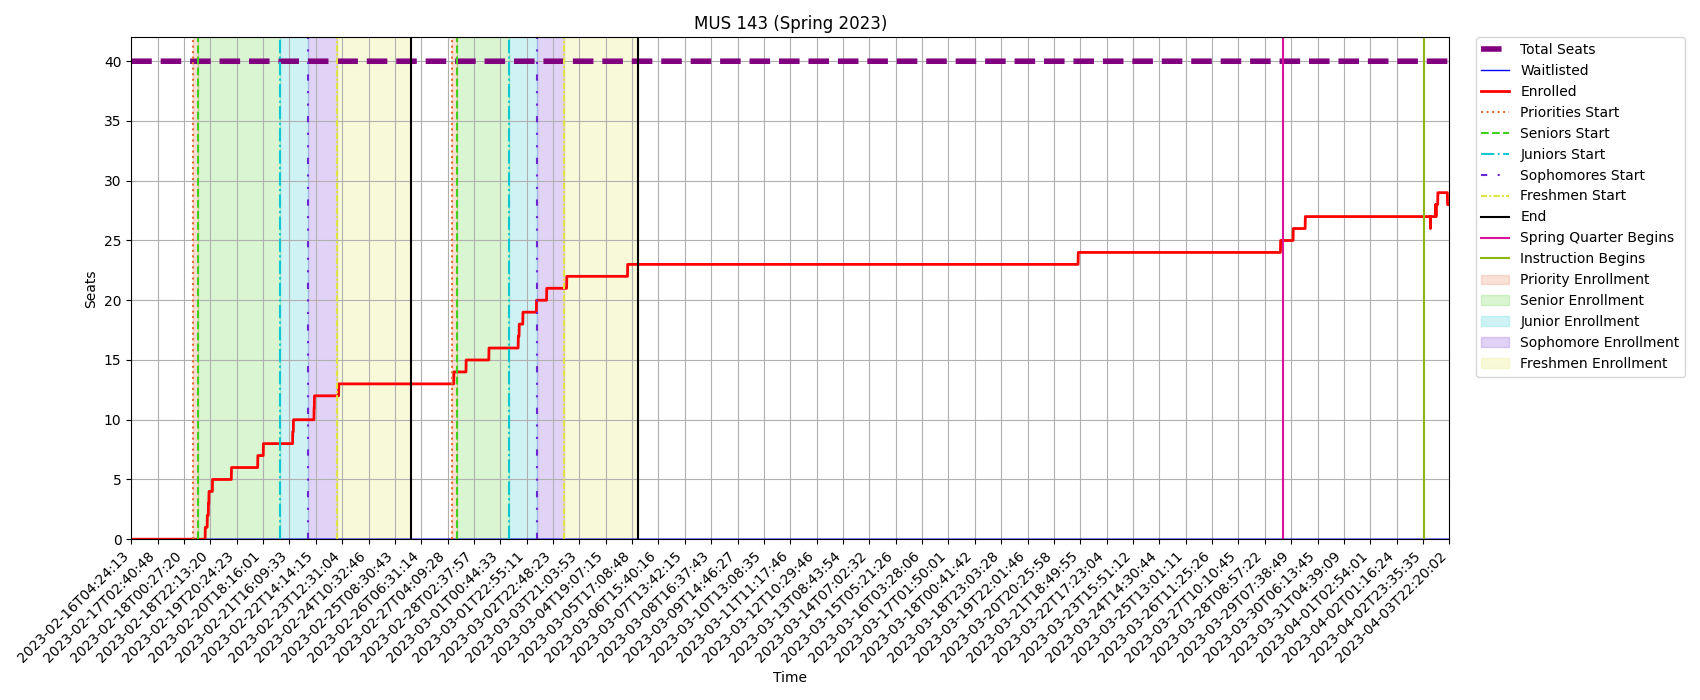 MUS 143 (Spring 2023)
40
35
30
25
20
15
10
5
0
Seats
Total Seats
Waitlisted
Enrolled
Priorities Start
Seniors Start
Juniors Start
Sophomores Start
Freshmen Start
End
Spring Quarter Begins
Instruction Begins
Priority Enrollment
Senior Enrollment
Junior Enrollment
Sophomore Enrollment
Freshmen Enrollment
2023-02-16T04:24:13
2023-02-17T02:40:48
2023-02-18T00:27:20
2023-02-18T22:13:20
2023-02-19T20:24:23
2023-02-20T18:16:01
2023-02-21T16:09:33
2023-02-22T14:14:15
2023-02-23T12:31:04
2023-02-24T10:32:46
2023-02-25T08:30:43
2023-02-26T06:31:14
2023-02-27T04:09:28
2023-02-28T02:37:57
2023-03-01T00:44:33
2023-03-01T22:55:11
2023-03-02T22:48:23
2023-03-03T21:03:53
2023-03-04T19:07:15
2023-03-05T17:08:48
2023-03-06T15:40:16
2023-03-07T13:42:15
2023-03-08T16:37:43
2023-03-09T14:46:27
2023-03-10T13:08:35
2023-03-11T11:17:46
2023-03-12T10:29:46
2023-03-13T08:43:54
2023-03-14T07:02:32
2023-03-15T05:21:26
2023-03-16T03:28:06
2023-03-17T01:50:01
2023-03-18T00:41:42
2023-03-18T23:03:28
2023-03-19T22:01:46
2023-03-20T20:25:58
2023-03-21T18:49:55
2023-03-22T17:23:04
2023-03-23T15:51:12
2023-03-24T14:30:44
2023-03-25T13:01:11
2023-03-26T11:25:26
2023-03-27T10:10:45
2023-03-28T08:57:22
2023-03-29T07:38:49
2023-03-30T06:13:45
2023-03-31T04:39:09
2023-04-01T02:54:01
2023-04-02T01:16:24
2023-04-02T23:35:35
2023-04-03T22:20:02
Time